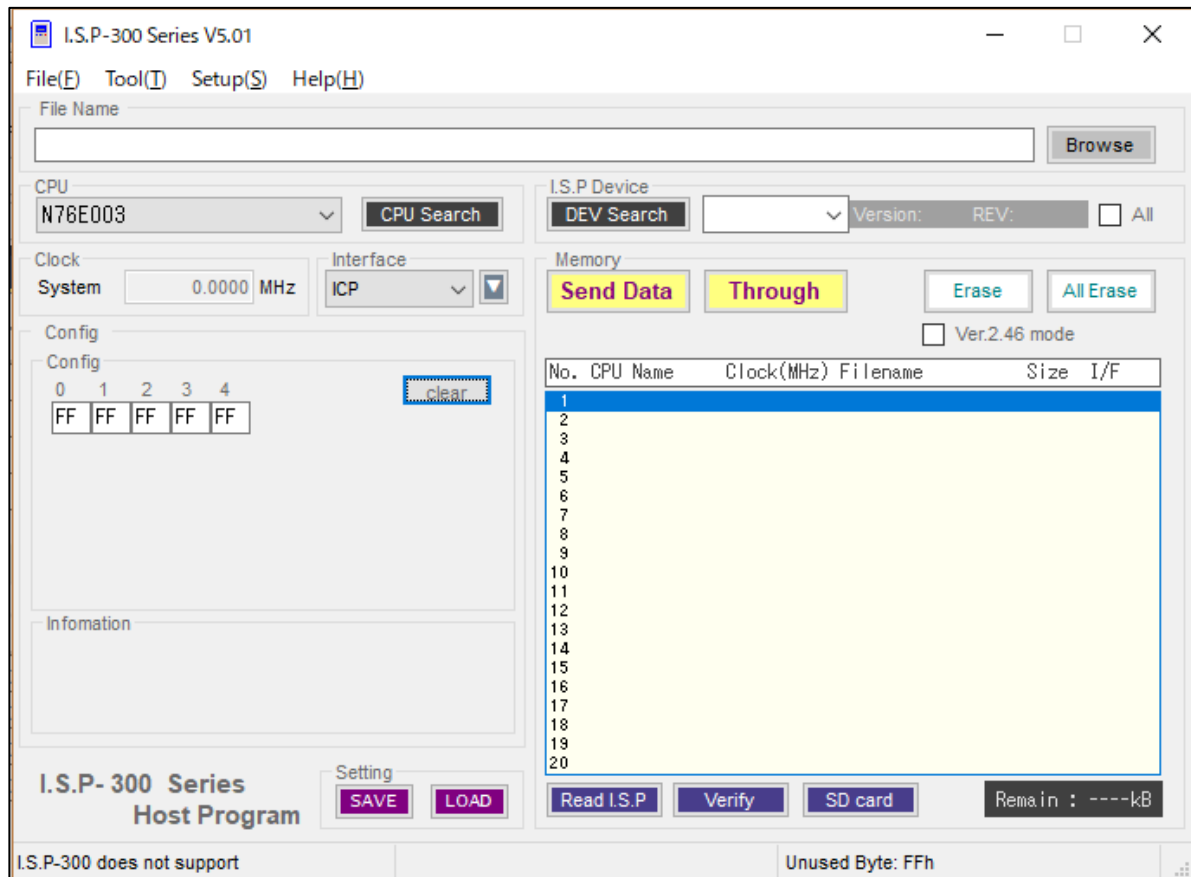 I.S.P-300 Series V5.01
File(F) Tool(T) Setup(S) Help(H)
File Name
Browse
CPU
N76E003
CPU Search
I.S.P Device
DEV Search
Version: REV:
All
Clock
System 0.0000 MHz
Interface
ICP
Memory
Send Data
Through
Erase
All Erase
Ver.2.46 mode
Config
Config
0 1 2 3 4
FF FF FF FF FF
clear
No. CPU Name Clock(MHz) Filename Size I/F
1
2
3
4
5
6
7
8
9
10
11
12
13
14
15
16
17
18
19
20
Infomation
I.S.P- 300 Series
Host Program
Setting
SAVE
LOAD
Read I.S.P
Verify
SD card
Remain : ----kB
I.S.P-300 does not support
Unused Byte: FFh